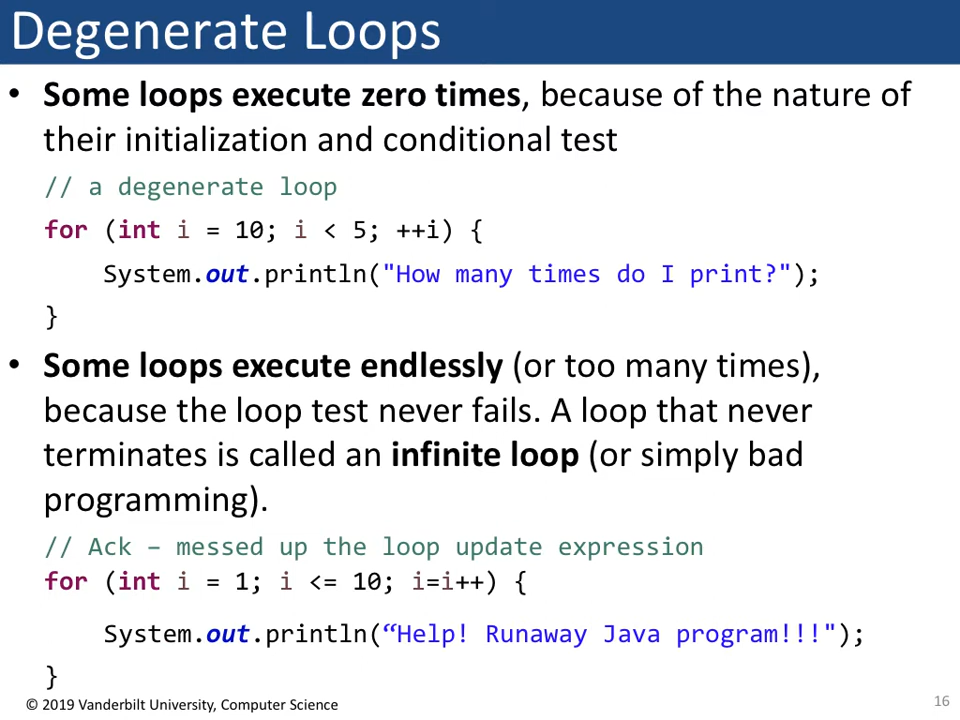 Degenerate Loops
• Some loops execute zero times, because of the nature of
their initialization and conditional test
// a degenerate loop
for (int i = 10; i < 5; ++i) {
System.out.println("How many times do I print?");
}
• Some loops execute endlessly (or too many times),
because the loop test never fails. A loop that never
terminates is called an infinite loop (or simply bad
programming).
// Ack – messed up the loop update expression
for (int i = 1; i <= 10; i=i++) {
System.out.println(“Help! Runaway Java program!!!");
}
© 2019 Vanderbilt University, Computer Science
16